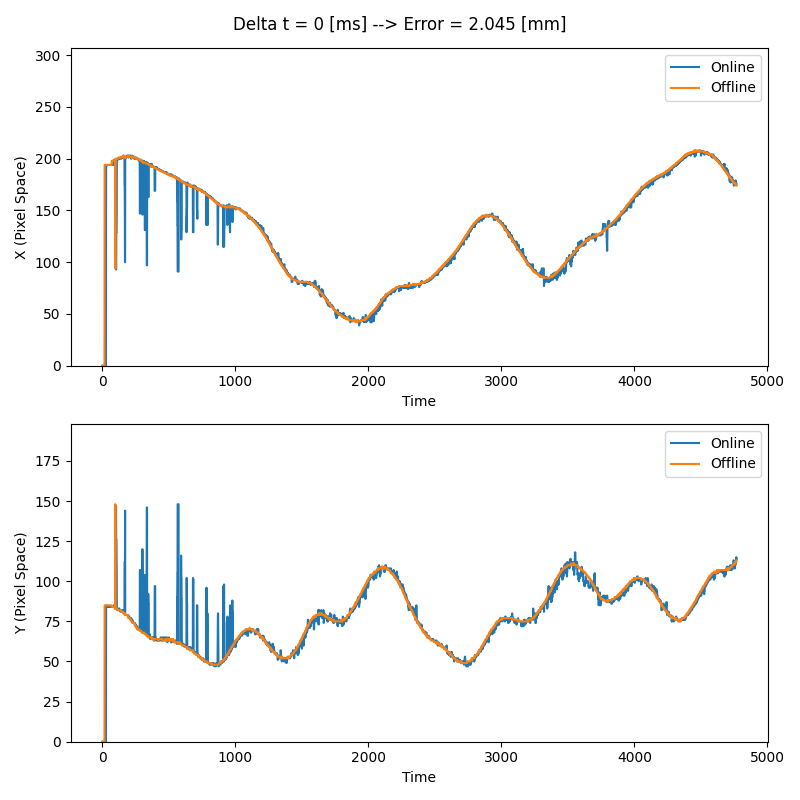 Delta t = 0 [ms] --> Error = 2.045 [mm]
300
250
200
150
100
50
0
X (Pixel Space)
Online
Offline
0 1000 2000 3000 4000 5000
Time
175
150
125
100
75
50
25
0
Y (Pixel Space)
Online
Offline
0 1000 2000 3000 4000 5000
Time